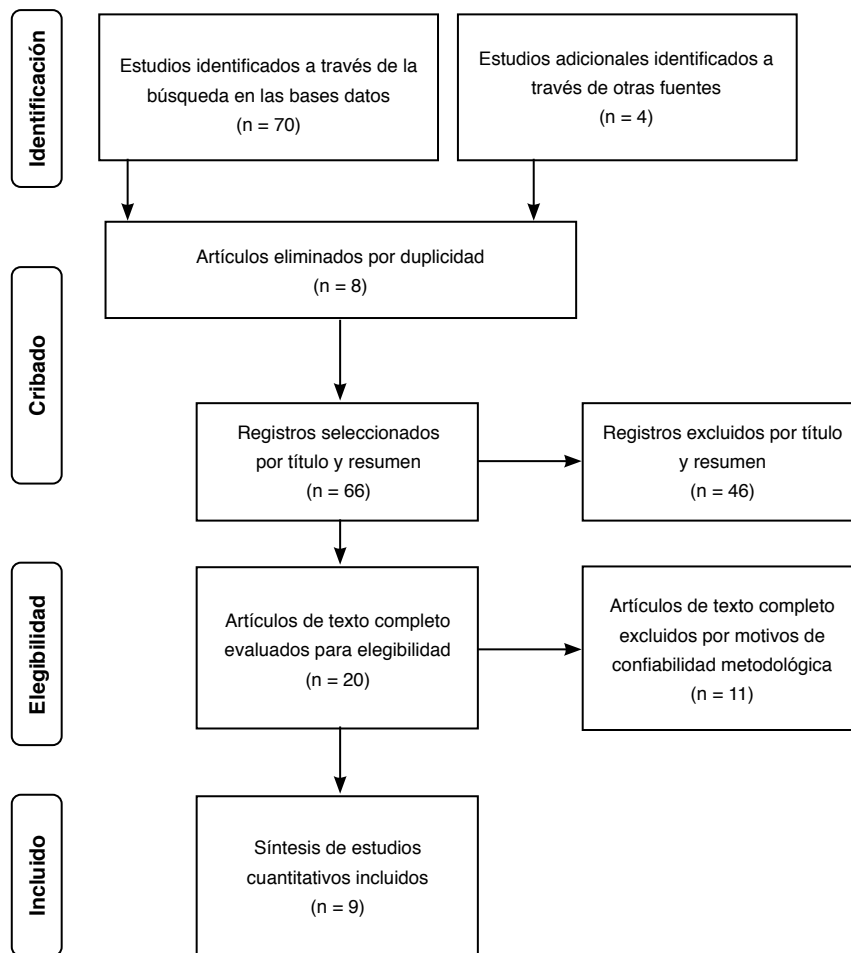 Identificación
Estudios identificados a través de la
búsqueda en las bases datos
(n = 70)
Estudios adicionales identificados a
través de otras fuentes
(n = 4)
Cribado
Artículos eliminados por duplicidad
(n = 8)
Registros seleccionados
por título y resumen
(n = 66)
Registros excluidos por título
y resumen
(n = 46)
Elegibilidad
Artículos de texto completo
evaluados para elegibilidad
(n = 20)
Artículos de texto completo
excluidos por motivos de
confiabilidad metodológica
(n = 11)
Incluido
Síntesis de estudios
cuantitativos incluidos
(n = 9)